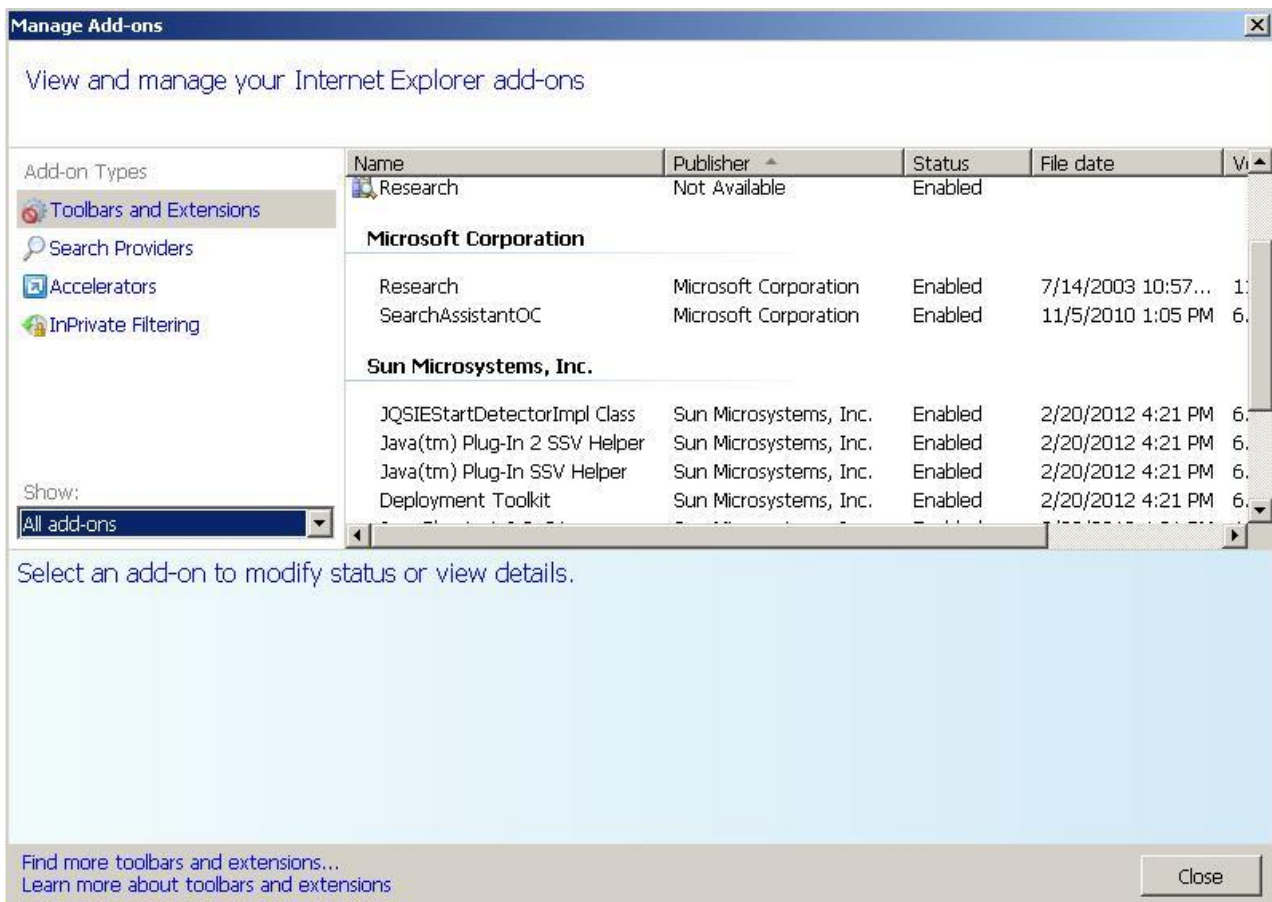 Manage Add-ons
View and manage your Internet Explorer add-ons
Add-on Types
Toolbars and Extensions
Search Providers
Accelerators
InPrivate Filtering
Show:
All add-ons
Name Publisher Status File date
Research Not Available Enabled
Microsoft Corporation
Research Microsoft Corporation Enabled 7/14/2003 10:57...
SearchAssistantOC Microsoft Corporation Enabled 11/5/2010 1:05 PM 6.
Sun Microsystems, Inc.
JQSIEStartDetectorImpl Class Sun Microsystems, Inc. Enabled 2/20/2012 4:21 PM 6.
Java(tm) Plug-In 2 SSV Helper Sun Microsystems, Inc. Enabled 2/20/2012 4:21 PM 6.
Java(tm) Plug-In SSV Helper Sun Microsystems, Inc. Enabled 2/20/2012 4:21 PM 6.
Deployment Toolkit Sun Microsystems, Inc. Enabled 2/20/2012 4:21 PM 6.
Select an add-on to modify status or view details.
Find more toolbars and extensions...
Learn more about toolbars and extensions
Close